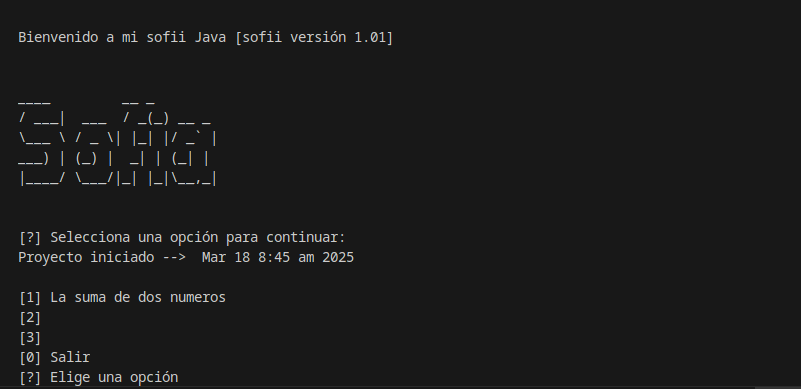 Bienvenido a mi sofii Java [sofii versión 1.01]
____         __ _
/ ___|  ___  / _(_) __ _
\___ \ / _ \| |_| |/ _` |
___) | (_) |  _| | (_| |
|____/ \___/|_| |_|\__,_|
[?] Selecciona una opción para continuar:
Proyecto iniciado -->  Mar 18 8:45 am 2025
[1] La suma de dos numeros
[2]
[3]
[0] Salir
[?] Elige una opción